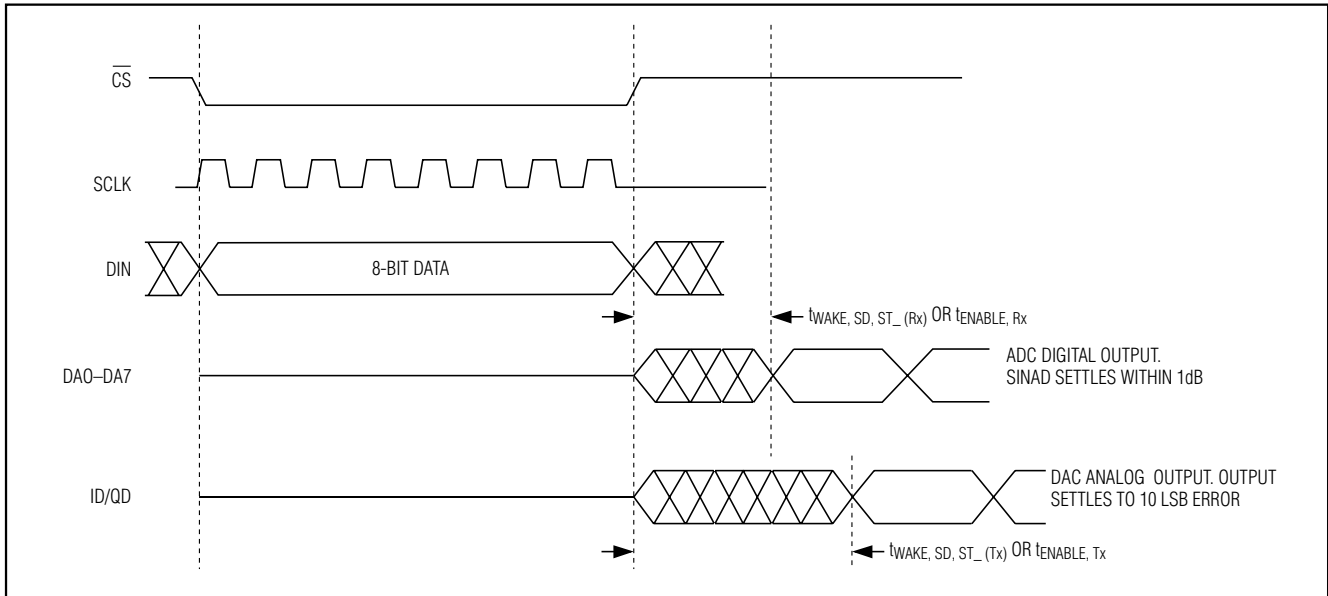 CS
SCLK
DIN
8-BIT DATA
tWAKE, SD, ST_ (Rx) OR tENABLE, Rx
DA0–DA7
ADC DIGITAL OUTPUT.
SINAD SETTLES WITHIN 1dB
ID/QD
DAC ANALOG OUTPUT. OUTPUT
SETTLES TO 10 LSB ERROR
tWAKE, SD, ST_ (Tx) OR tENABLE, Tx